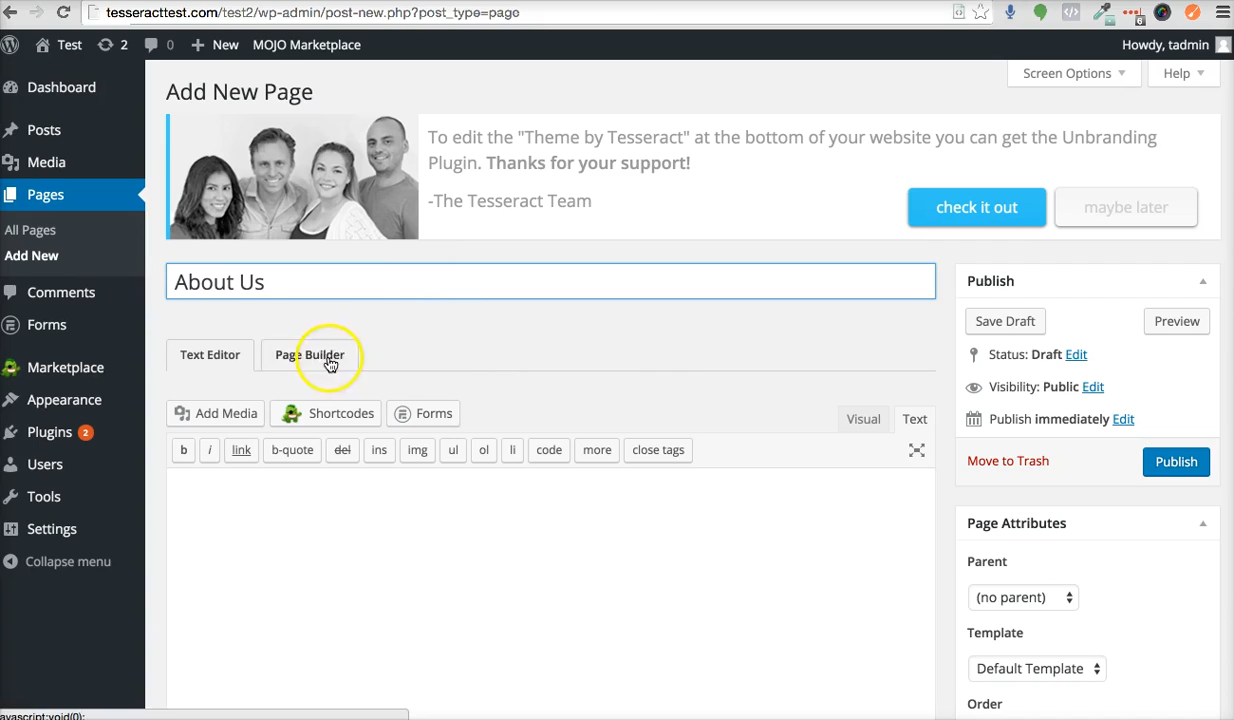 tesseracttest.com/test2/wp-admin/post-new.php?post_type=page
6
Test 2 0 New MOJO Marketplace Howdy, tadmin
Screen Options Help
Dashboard
Posts
Media
Pages
All Pages
Add New
Comments
Forms
Marketplace
Appearance
Plugins 2
Users
Tools
Settings
Collapse menu
Add New Page
To edit the "Theme by Tesseract" at the bottom of your website you can get the Unbranding
Plugin. Thanks for your support!
-The Tesseract Team
check it out maybe later
About Us
Text Editor Page Builder
Add Media Shortcodes Forms
Visual Text
b i link b-quote del ins img ul ol li code more close tags
Publish
Save Draft Preview
Status: Draft Edit
Visibility: Public Edit
Publish immediately Edit
Move to Trash Publish
Page Attributes
Parent
(no parent)
Template
Default Template
Order
avascript:void(0);